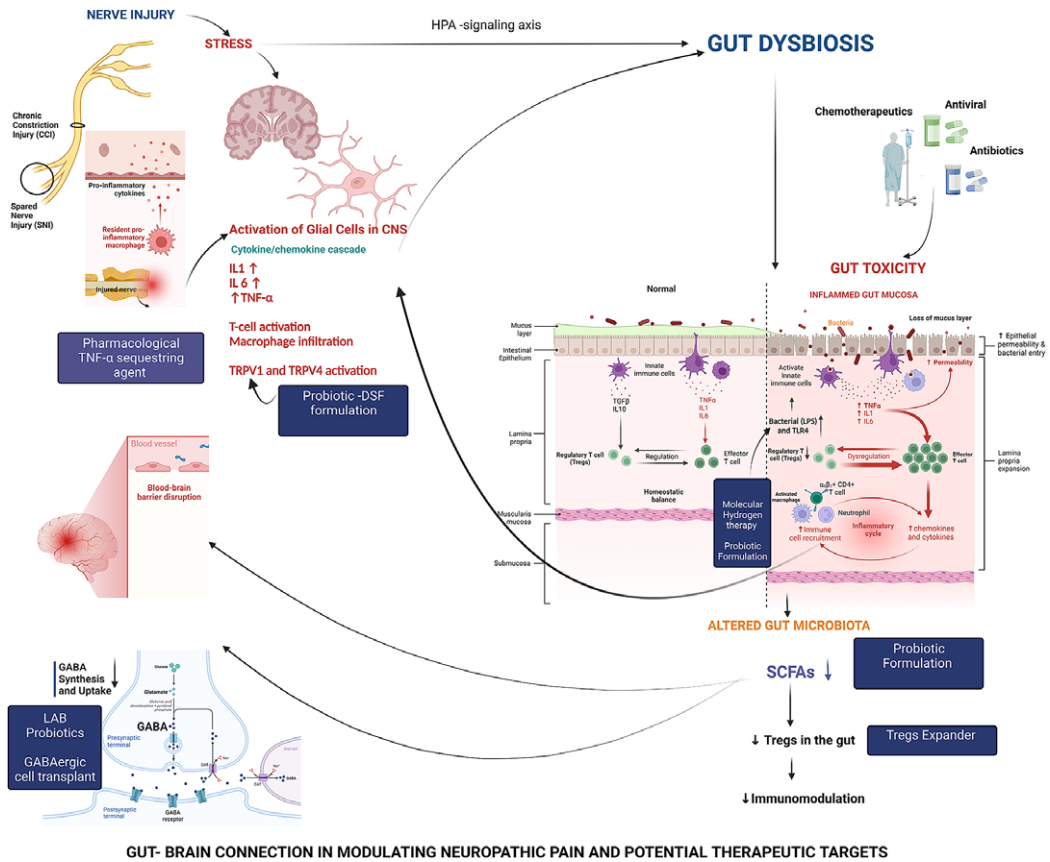 NERVE INJURY
STRESS
HPA -signaling axis
GUT DYSBIOSIS
Chronic
Constriction
Injury (CCI)
Spared
Nerve
Injury (SNI)
Pro-inflammatory
cytokines
Resident pro-
inflammatory
macrophage
Injured nerve
Activation of Glial Cells in CNS
Cytokine/chemokine cascade
IL1 ↑
IL 6 ↑
↑ TNF-α
T-cell activation
Macrophage infiltration
TRPV1 and TRPV4 activation
Pharmacological
TNF-α sequestring
agent
Probiotic -DSF
formulation
Chemotherapeutics
Antiviral
Antibiotics
GUT TOXICITY
INFLAMMED GUT MUCOSA
Normal
Mucus
layer
Intestinal
Epithelium
Lamina
propria
Muscularis
mucosa
Submucosa
Innate
immune cells
TGFβ
IL10
TNFα
IL1
IL6
Regulatory T
cell (Tregs)
Regulation
Effector
T cell
Homeostatic
balance
Bacteria
Loss of mucus layer
↑ Epithelial
permeability &
bacterial entry
↑ Permeability
Activate
Innate
immune cells
↑ TNFα
↑ IL1
↑ IL6
Bacterial (LPS)
and TLR4
Regulatory T
cell (Tregs)
Dysregulation
Effector
T cell
Lamina
propria
expansion
α₄β₇+ CD4+
T cell
Activated
macrophage
Neutrophil
↑ Immune
cell recruitment
Inflammatory
cycle
↑ chemokines
and cytokines
Molecular
Hydrogen
therapy
Probiotic
Formulation
Blood vessel
Blood-brain
barrier disruption
ALTERED GUT MICROBIOTA
SCFAs ↓
Probiotic
Formulation
↓ Tregs in the gut
Tregs Expander
↓Immunomodulation
GABA
Synthesis
and Uptake
LAB
Probiotics
GABAergic
cell transplant
Glucose
Glutamate
GABA
Presynaptic
terminal
GAT
GAT
GABA
Postsynaptic
terminal
GABA
receptor
GUT- BRAIN CONNECTION IN MODULATING NEUROPATHIC PAIN AND POTENTIAL THERAPEUTIC TARGETS